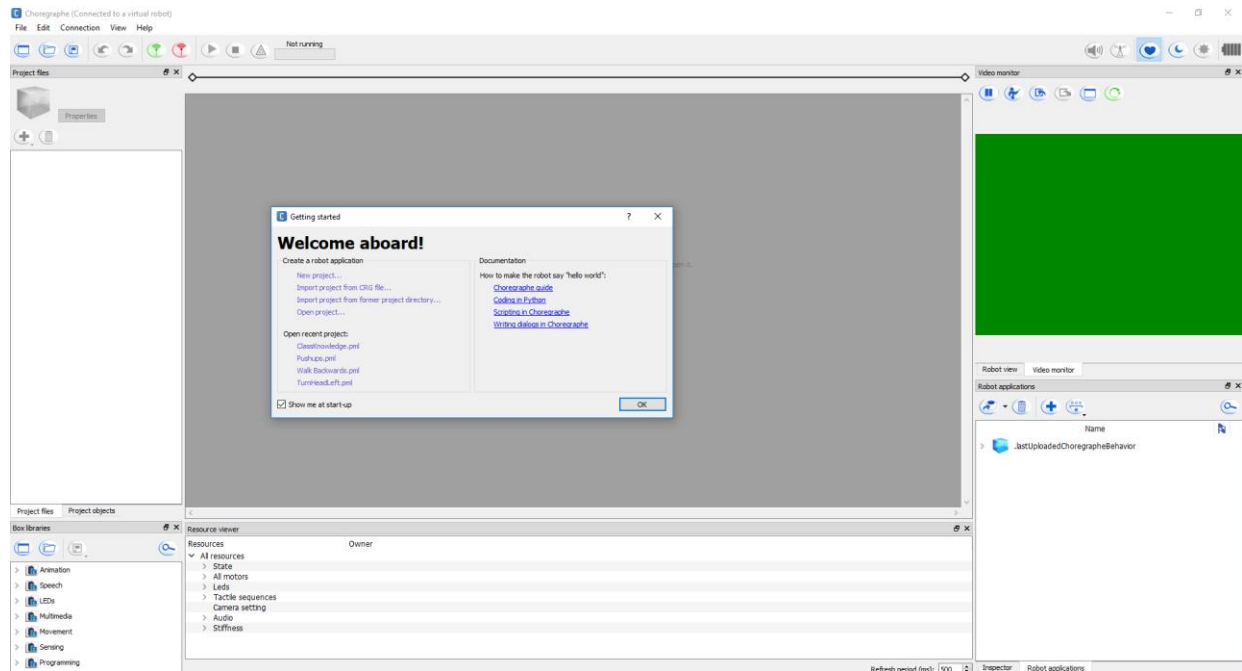 Choregraphe (Connected to a virtual robot)
File Edit Connection View Help
Not running
Project files
Properties
Project files Project objects
Box libraries
Animation
Speech
LEDs
Multimedia
Movement
Sensing
Programming
Getting started
Welcome aboard!
Create a robot application
New project...
Import project from CRG file...
Import project from former project directory...
Open project...
Open recent project:
ClassKnowledge.pml
Pushups.pml
Walk Backwards.pml
TurnHeadLeft.pml
Show me at start-up
Documentation
How to make the robot say "hello world":
Choregraphe guide
Coding in Python
Scripting in Choregraphe
Writing dialogs in Choregraphe
OK
Resource viewer
Resources Owner
All resources
State
All motors
Leds
Tactile sequences
Camera setting
Audio
Stiffness
Refresh period (ms): 500
Video monitor
Robot view Video monitor
Robot applications
Name
.lastUploadedChoregrapheBehavior
Inspector Robot applications